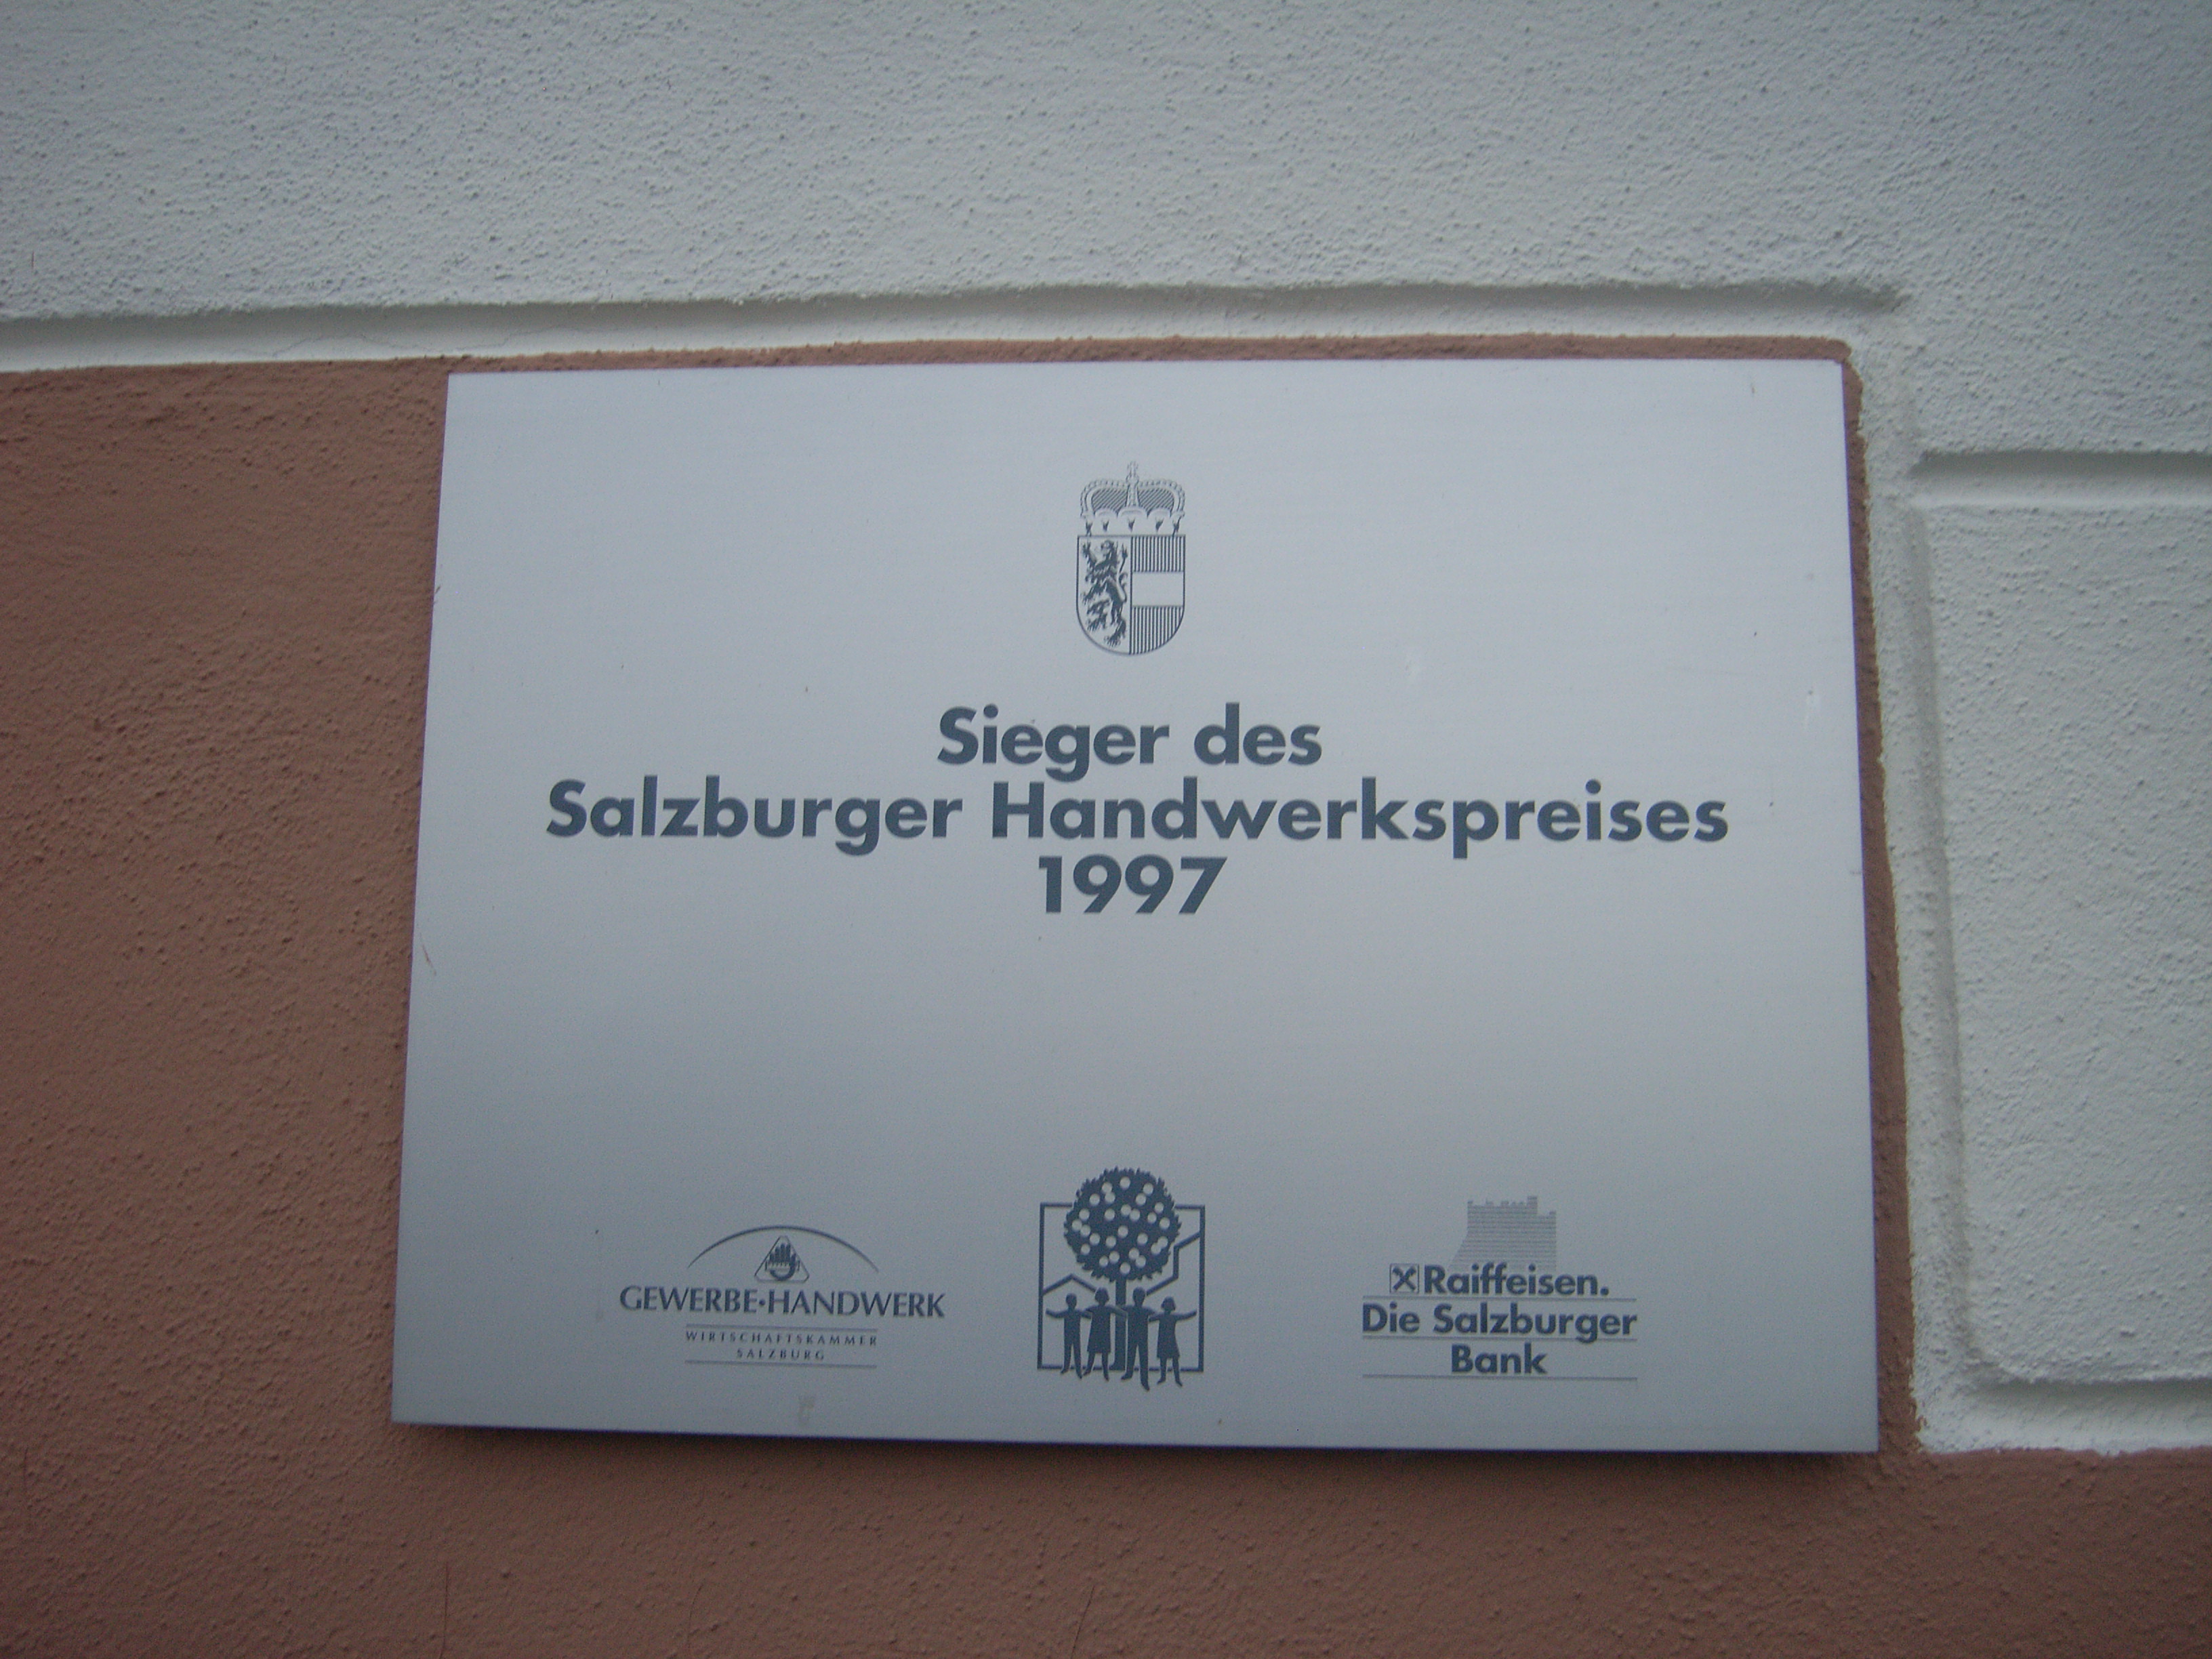 Sieger des
Salzburger Handwerkspreises
1997
GEWERBE•HANDWERK
WIRTSCHAFTSKAMMER
SALZBURG
Raiffeisen.
Die Salzburger
Bank